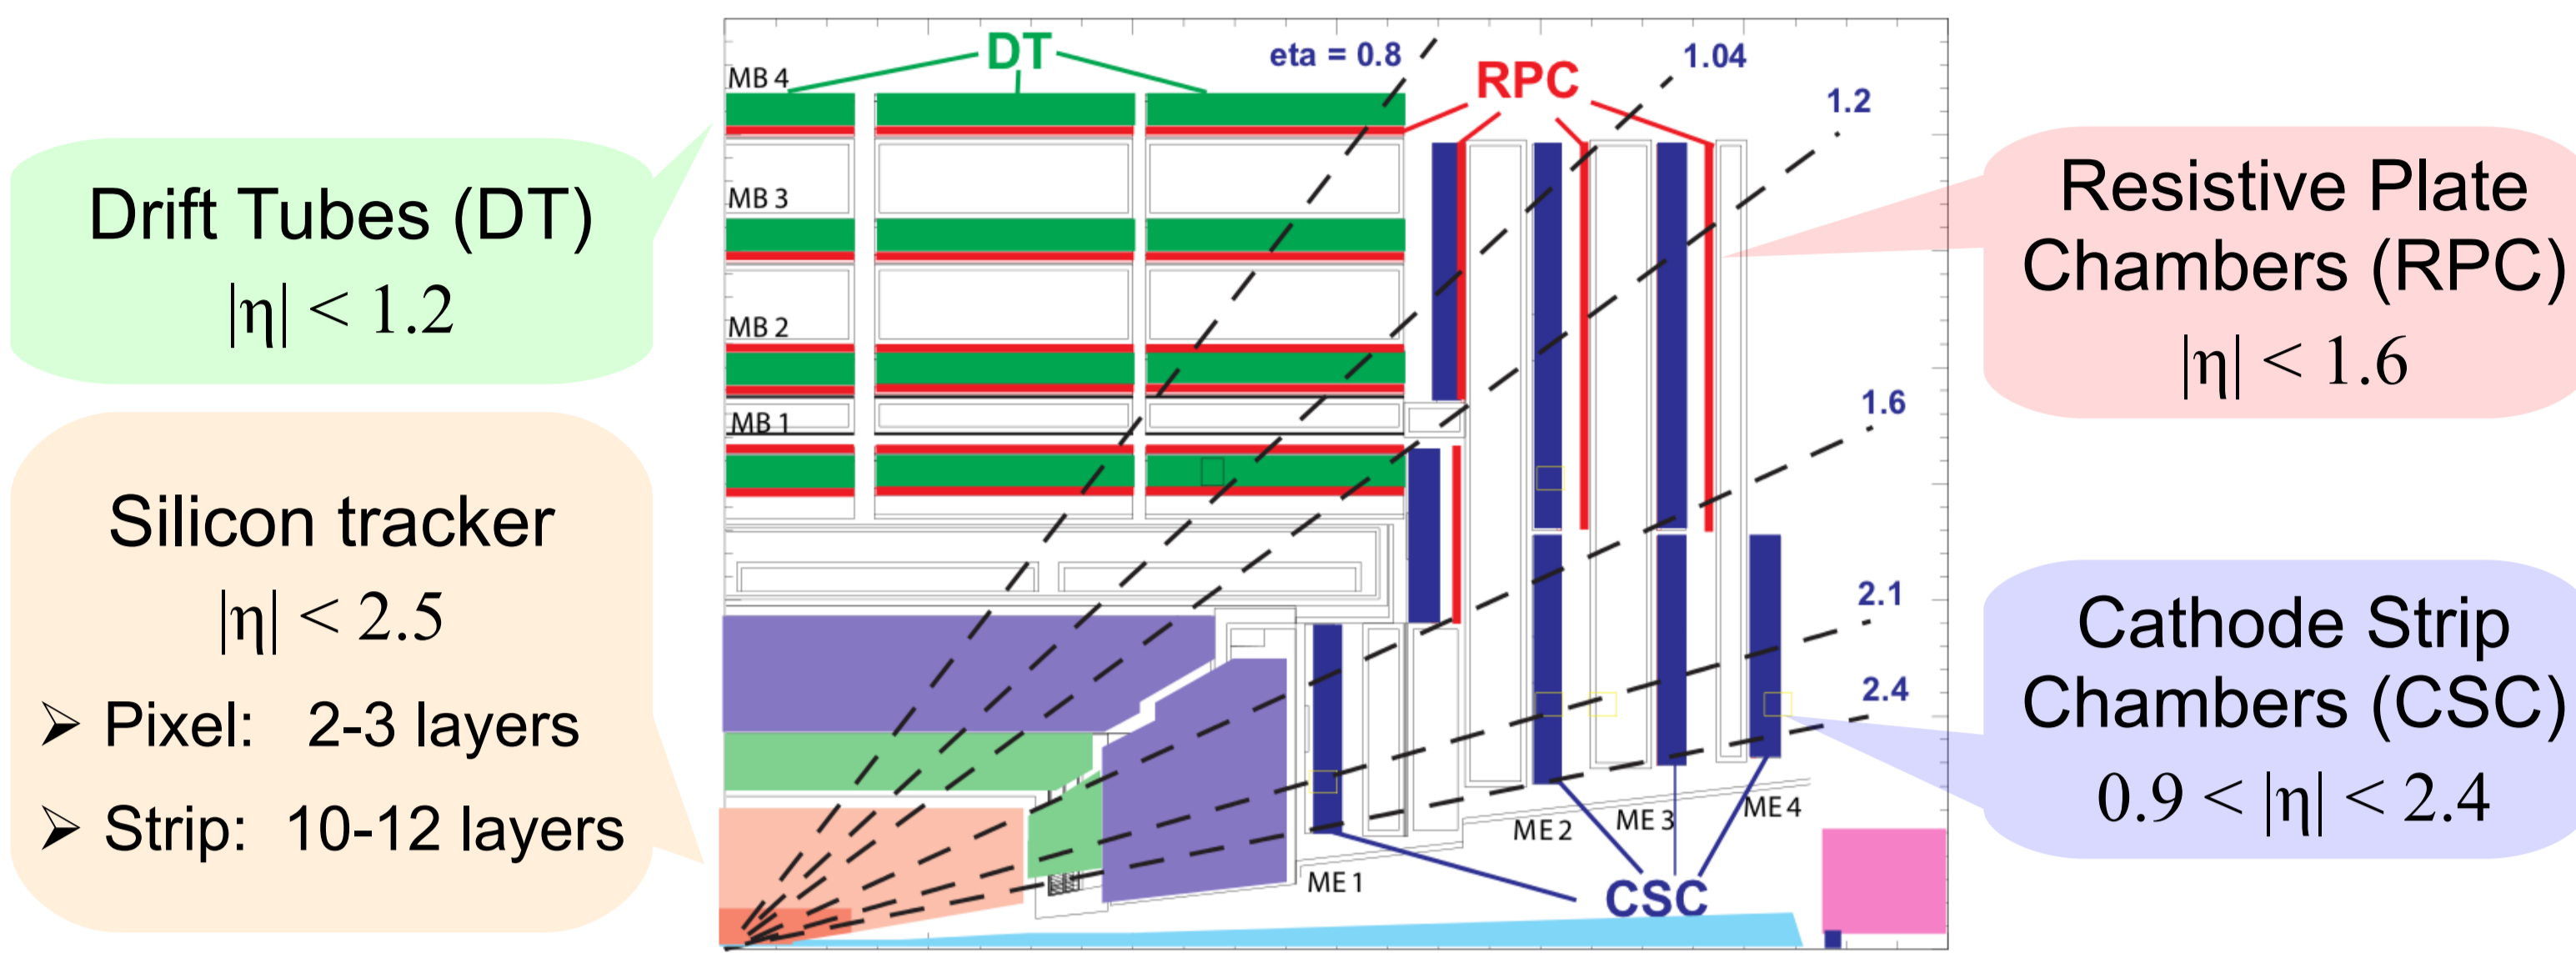 Drift Tubes (DT)
|η| < 1.2
Silicon tracker
|η| < 2.5
➢ Pixel: 2-3 layers
➢ Strip: 10-12 layers
DT
eta = 0.8
1.04
RPC
1.2
1.6
2.1
2.4
MB 4
MB 3
MB 2
MB 1
ME 1
ME 2
ME 3
ME 4
CSC
Resistive Plate
Chambers (RPC)
|η| < 1.6
Cathode Strip
Chambers (CSC)
0.9 < |η| < 2.4